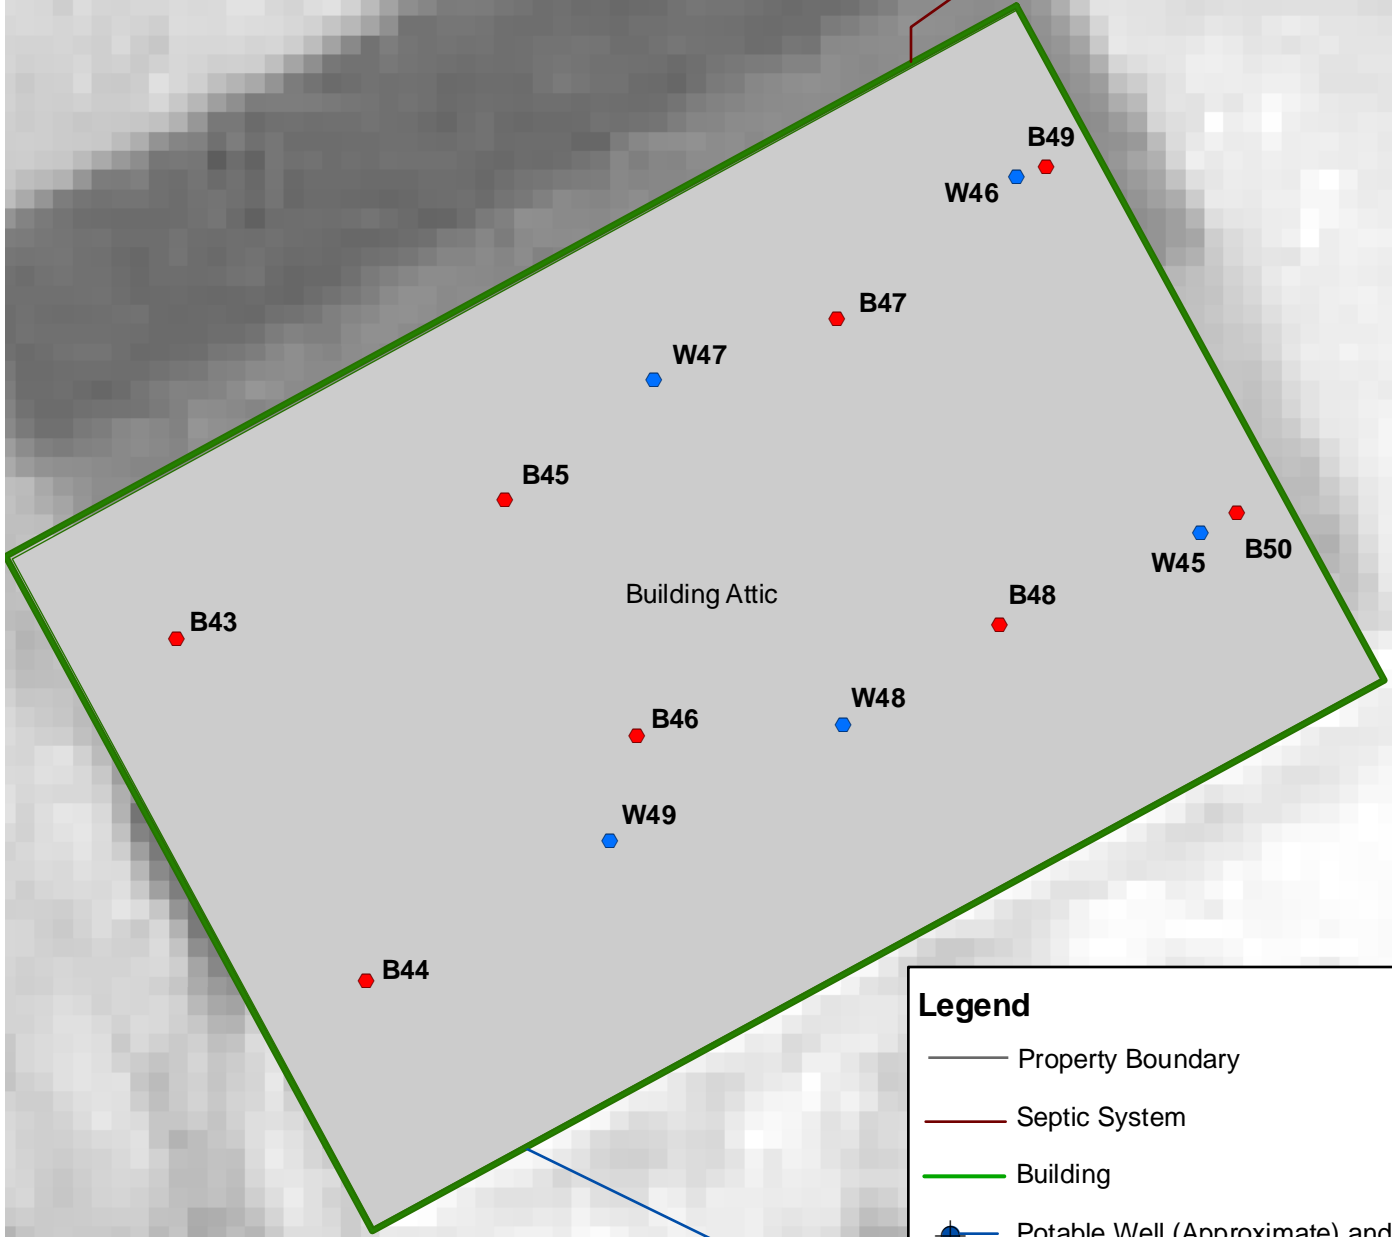 B49
W46
B47
W47
B45
B50
W45
Building Attic
B48
B43
W48
B46
W49
B44
Legend
Property Boundary
Septic System
Building
Potable Well (Approximate) and